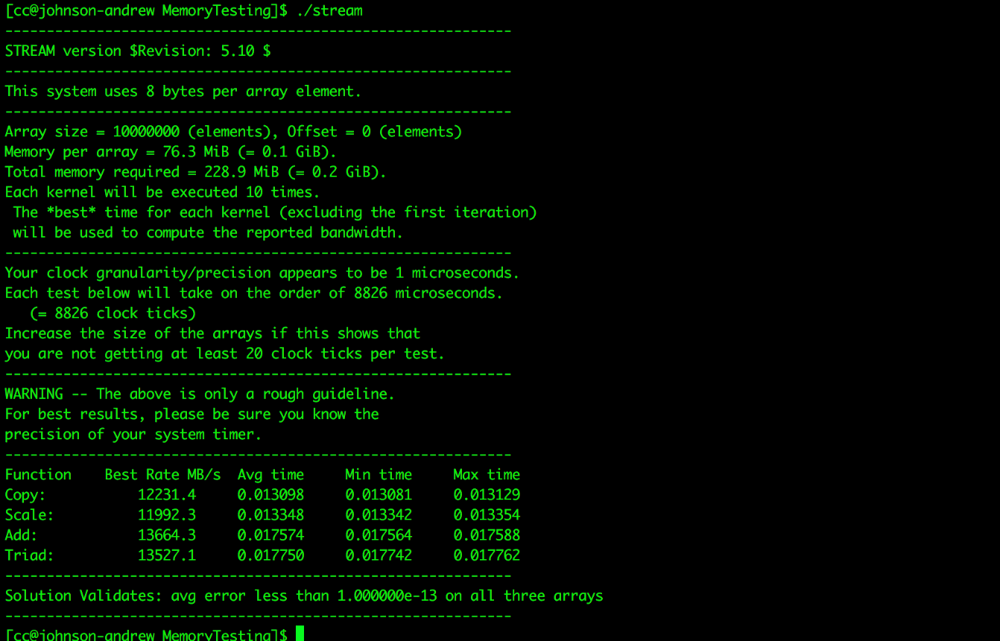 [cc@johnson-andrew MemoryTesting]$ ./stream
-------------------------------------------------------------
STREAM version $Revision: 5.10 $
-------------------------------------------------------------
This system uses 8 bytes per array element.
-------------------------------------------------------------
Array size = 10000000 (elements), Offset = 0 (elements)
Memory per array = 76.3 MiB (= 0.1 GiB).
Total memory required = 228.9 MiB (= 0.2 GiB).
Each kernel will be executed 10 times.
 The *best* time for each kernel (excluding the first iteration)
 will be used to compute the reported bandwidth.
-------------------------------------------------------------
Your clock granularity/precision appears to be 1 microseconds.
Each test below will take on the order of 8826 microseconds.
   (= 8826 clock ticks)
Increase the size of the arrays if this shows that
you are not getting at least 20 clock ticks per test.
-------------------------------------------------------------
WARNING -- The above is only a rough guideline.
For best results, please be sure you know the
precision of your system timer.
-------------------------------------------------------------
Function    Best Rate MB/s  Avg time     Min time     Max time
Copy:           12231.4     0.013098     0.013081     0.013129
Scale:          11992.3     0.013348     0.013342     0.013354
Add:            13664.3     0.017574     0.017564     0.017588
Triad:          13527.1     0.017750     0.017742     0.017762
-------------------------------------------------------------
Solution Validates: avg error less than 1.000000e-13 on all three arrays
-------------------------------------------------------------
[cc@johnson-andrew MemoryTesting]$